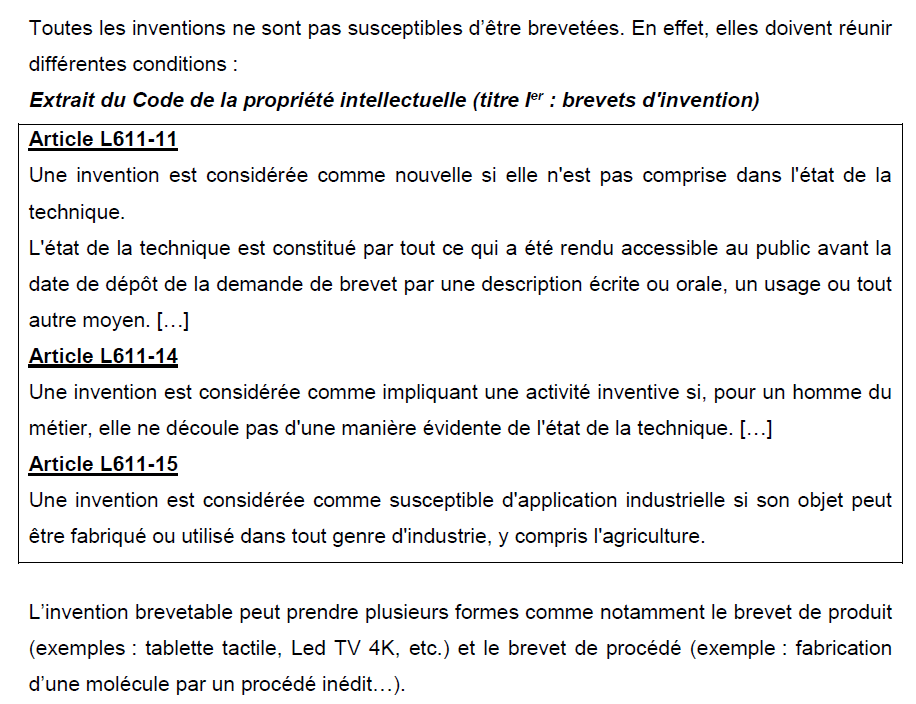 Toutes les inventions ne sont pas susceptibles d’être brevetées. En effet, elles doivent réunir
différentes conditions :
Extrait du Code de la propriété intellectuelle (titre Ier : brevets d'invention)
Article L611-11
Une invention est considérée comme nouvelle si elle n'est pas comprise dans l'état de la
technique.
L'état de la technique est constitué par tout ce qui a été rendu accessible au public avant la
date de dépôt de la demande de brevet par une description écrite ou orale, un usage ou tout
autre moyen. […]
Article L611-14
Une invention est considérée comme impliquant une activité inventive si, pour un homme du
métier, elle ne découle pas d'une manière évidente de l'état de la technique. […]
Article L611-15
Une invention est considérée comme susceptible d'application industrielle si son objet peut
être fabriqué ou utilisé dans tout genre d'industrie, y compris l'agriculture.
L’invention brevetable peut prendre plusieurs formes comme notamment le brevet de produit
(exemples : tablette tactile, Led TV 4K, etc.) et le brevet de procédé (exemple : fabrication
d’une molécule par un procédé inédit…).